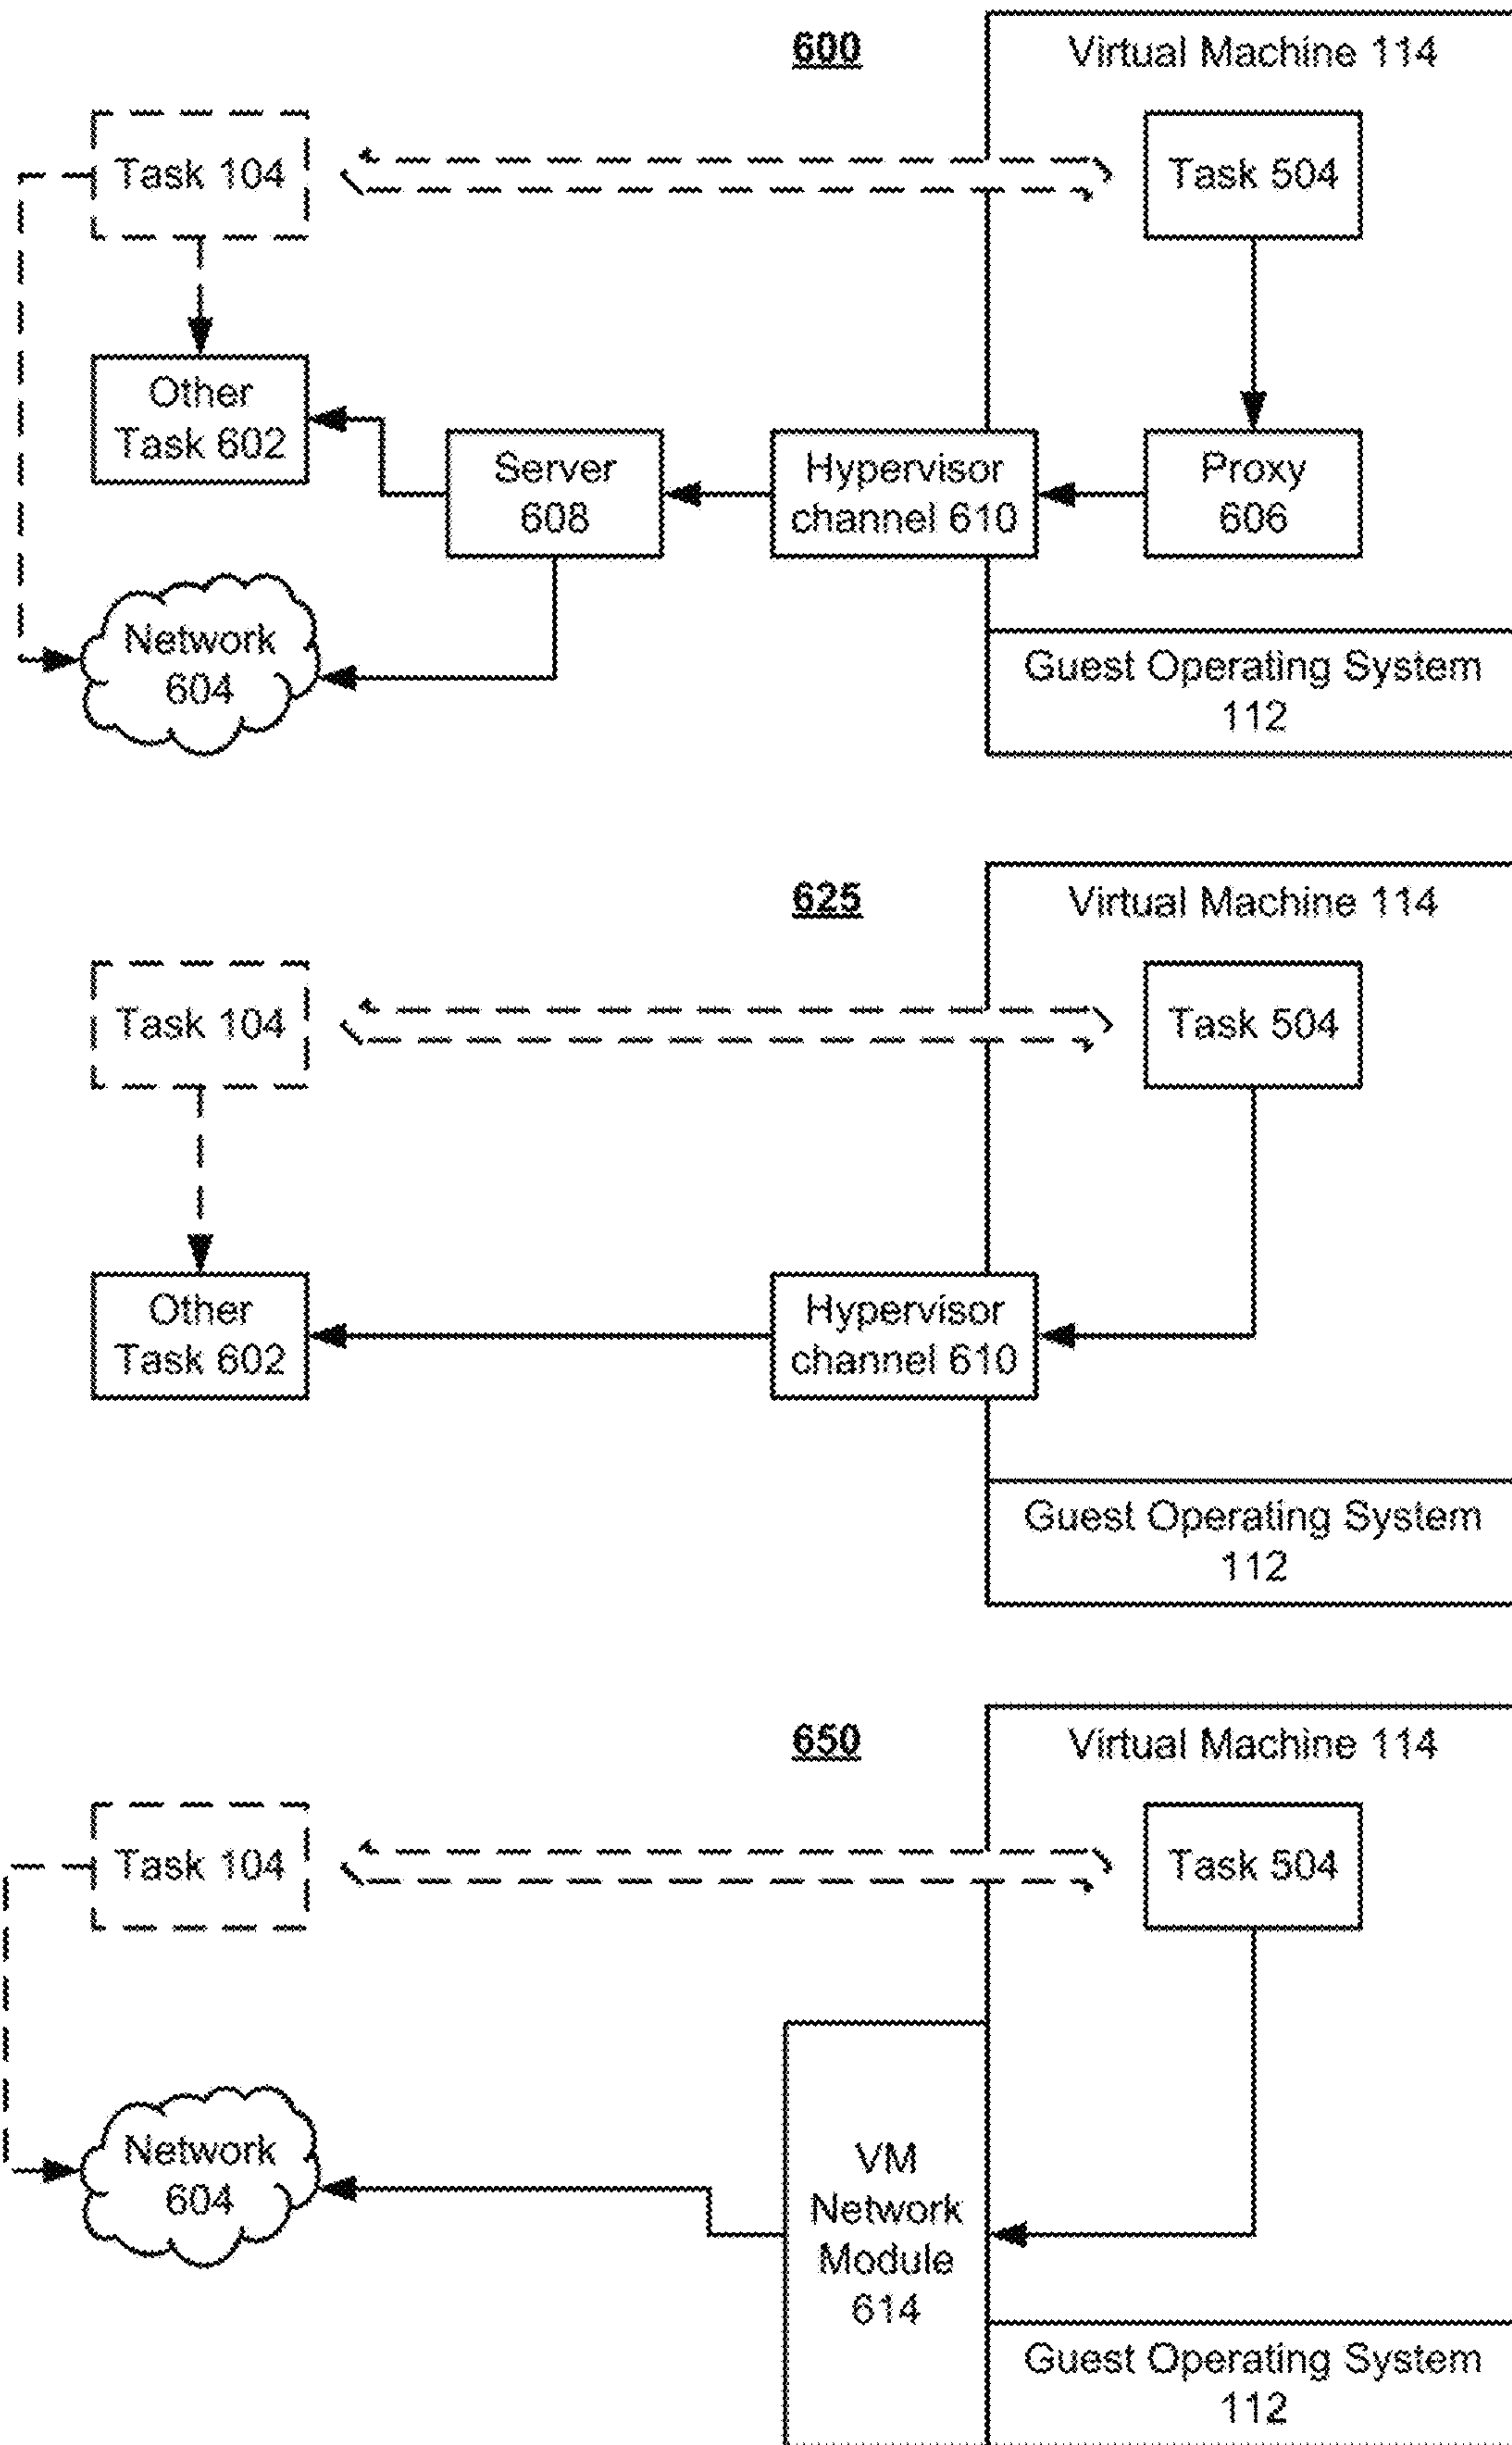 600
Virtual Machine 114
Task 104
Task 504
Other
Task 602
Server
608
Hypervisor
channel 610
Proxy
606
Network
604
Guest Operating System
112
625
Virtual Machine 114
Task 104
Task 504
Other
Task 602
Hypervisor
channel 610
Guest Operating System
112
650
Virtual Machine 114
Task 104
Task 504
Network
604
VM
Network
Module
614
Guest Operating System
112